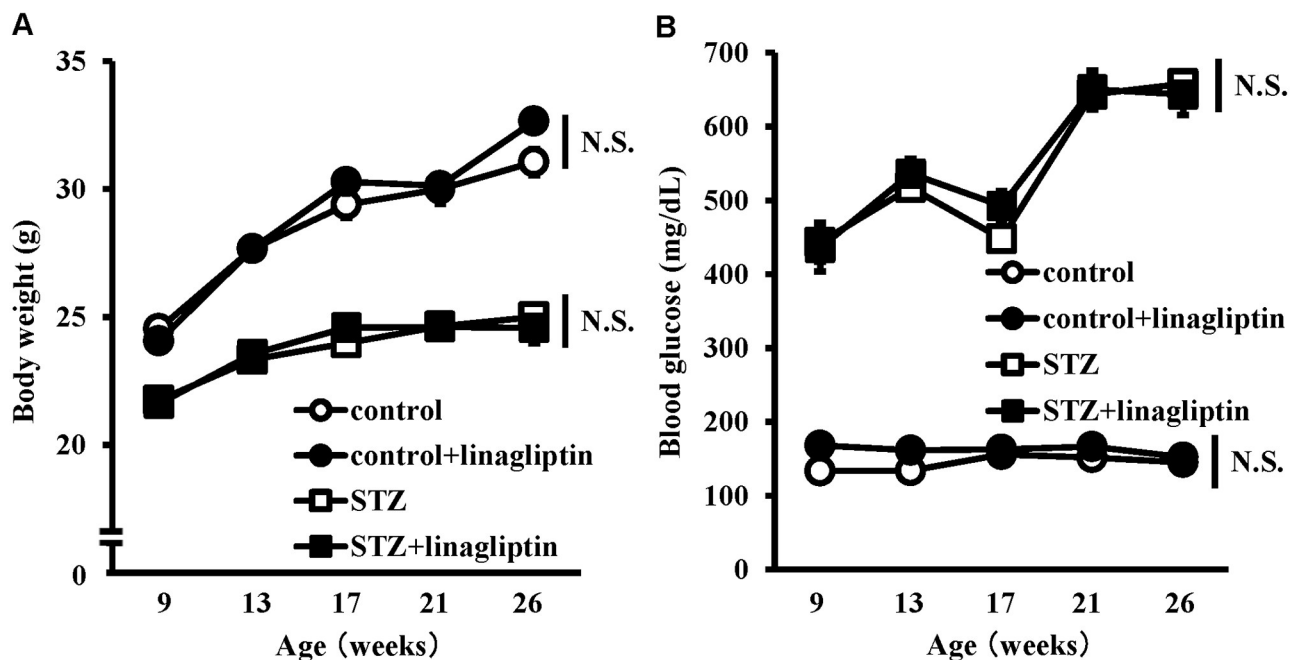 A
35
30
25
20
0
Body weight (g)
N.S.
N.S.
control
control+linagliptin
STZ
STZ+linagliptin
9 13 17 21 26
Age (weeks)
B
700
600
500
400
300
200
100
0
Blood glucose (mg/dL)
N.S.
control
control+linagliptin
STZ
STZ+linagliptin
N.S.
9 13 17 21 26
Age (weeks)